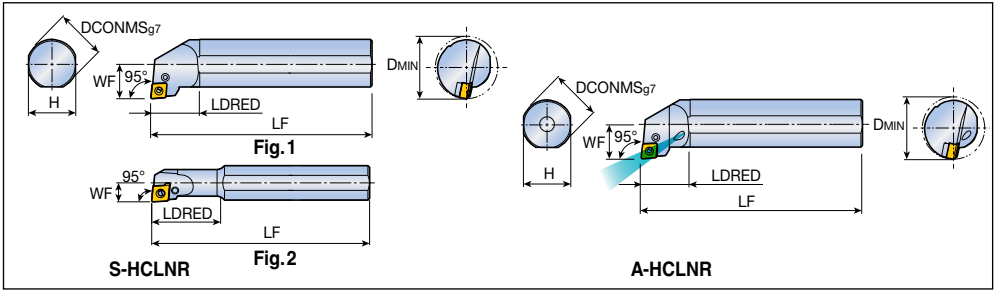 DCONMSg7
WF
95°
H
LDRED
LF
DMIN
Fig.1
WF
95°
LDRED
LF
Fig.2
S-HCLNR
DCONMSg7
WF
95°
H
LDRED
LF
DMIN
A-HCLNR